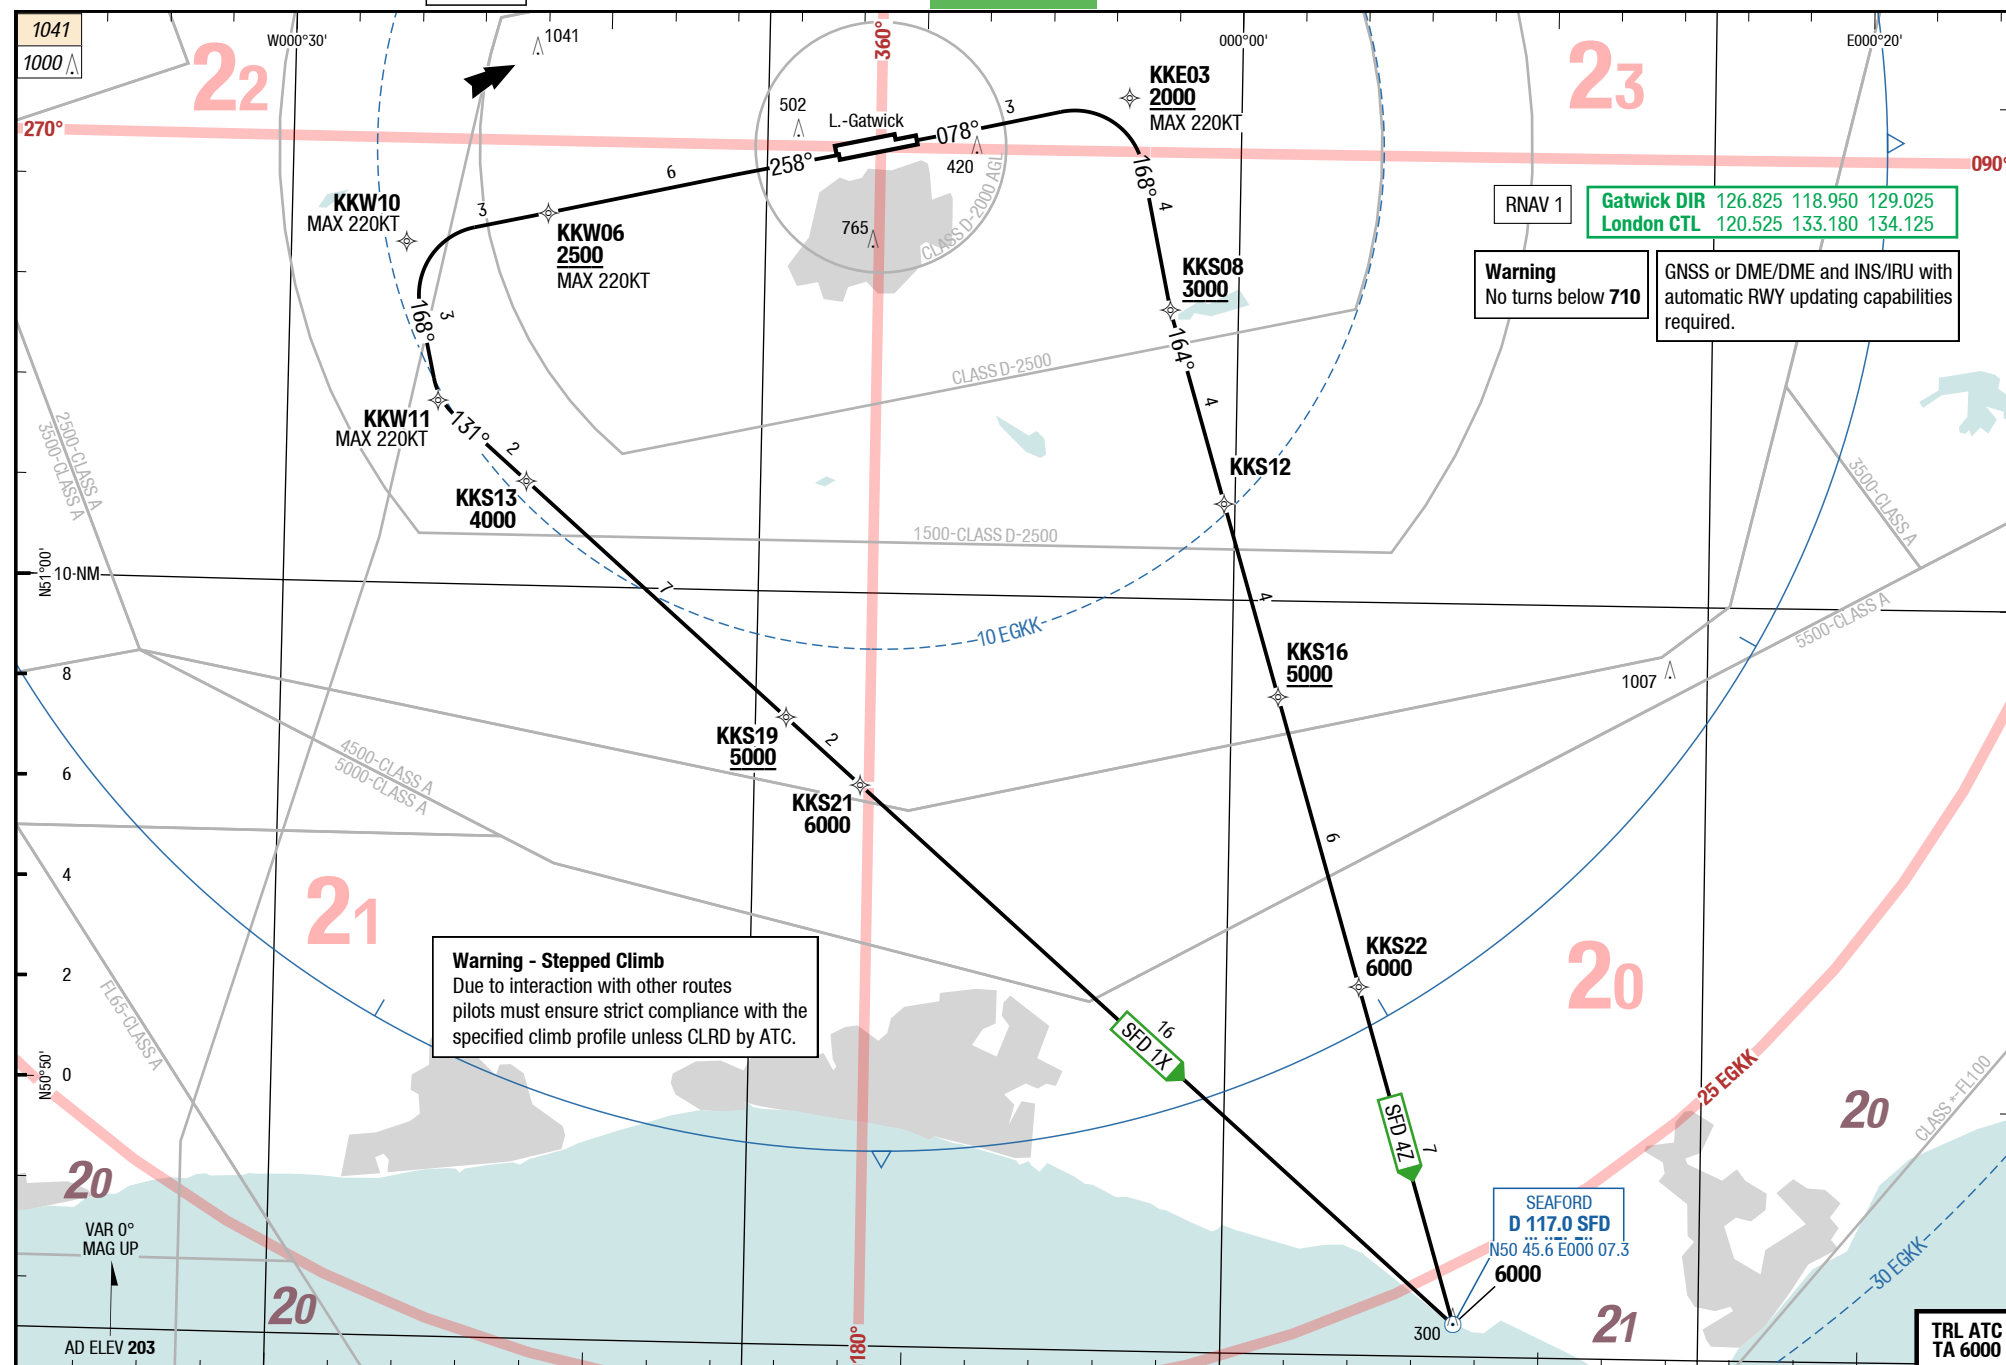 1041
1000
W000°30'
1041
360°
000°00'
E000°20'
22
23
KKE03
2000
MAX 220KT
502
L.-Gatwick
3
078°
270°
258°
420
090°
6
168°
4
CLASS D-2000 AGL
765
KKW10
MAX 220KT
3
KKW06
2500
MAX 220KT
RNAV 1
Gatwick DIR 126.825 118.950 129.025
London CTL 120.525 133.180 134.125
Warning
No turns below 710
GNSS or DME/DME and INS/IRU with
automatic RWY updating capabilities
required.
KKS08
3000
168°
3
164°
CLASS D-2500
4
KKW11
MAX 220KT
131°
2
2500-CLASS A
3500-CLASS A
KKS12
3500-CLASS A
KKS13
4000
1500-CLASS D-2500
N51°00'
10-NM
7
4
10 EGKK
5500-CLASS A
KKS16
5000
1007
8
KKS19
5000
2
4500-CLASS A
5000-CLASS A
6
KKS21
6000
6
4
21
20
KKS22
6000
Warning - Stepped Climb
Due to interaction with other routes
pilots must ensure strict compliance with the
specified climb profile unless CLRD by ATC.
2
FL65-CLASS A
16
SFD 1X
N50°50'
0
25 EGKK
CLASS *-FL100
20
SFD 4Z
7
20
SEAFORD
D 117.0 SFD
N50 45.6 E000 07.3
6000
VAR 0°
MAG UP
30 EGKK
20
300
21
180°
AD ELEV 203
TRL ATC
TA 6000